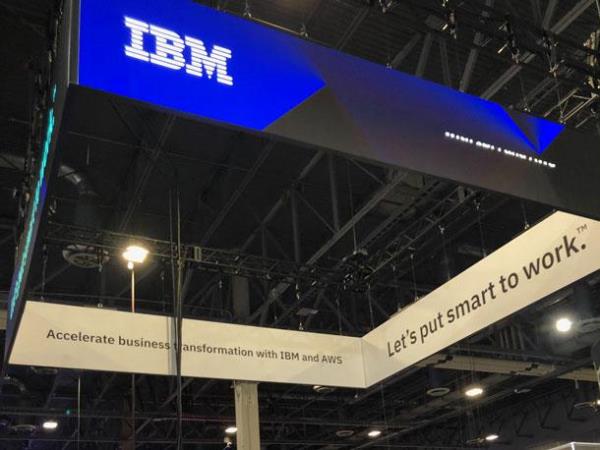 IBM
Let's put smart to work.™
Accelerate business transformation with IBM and AWS